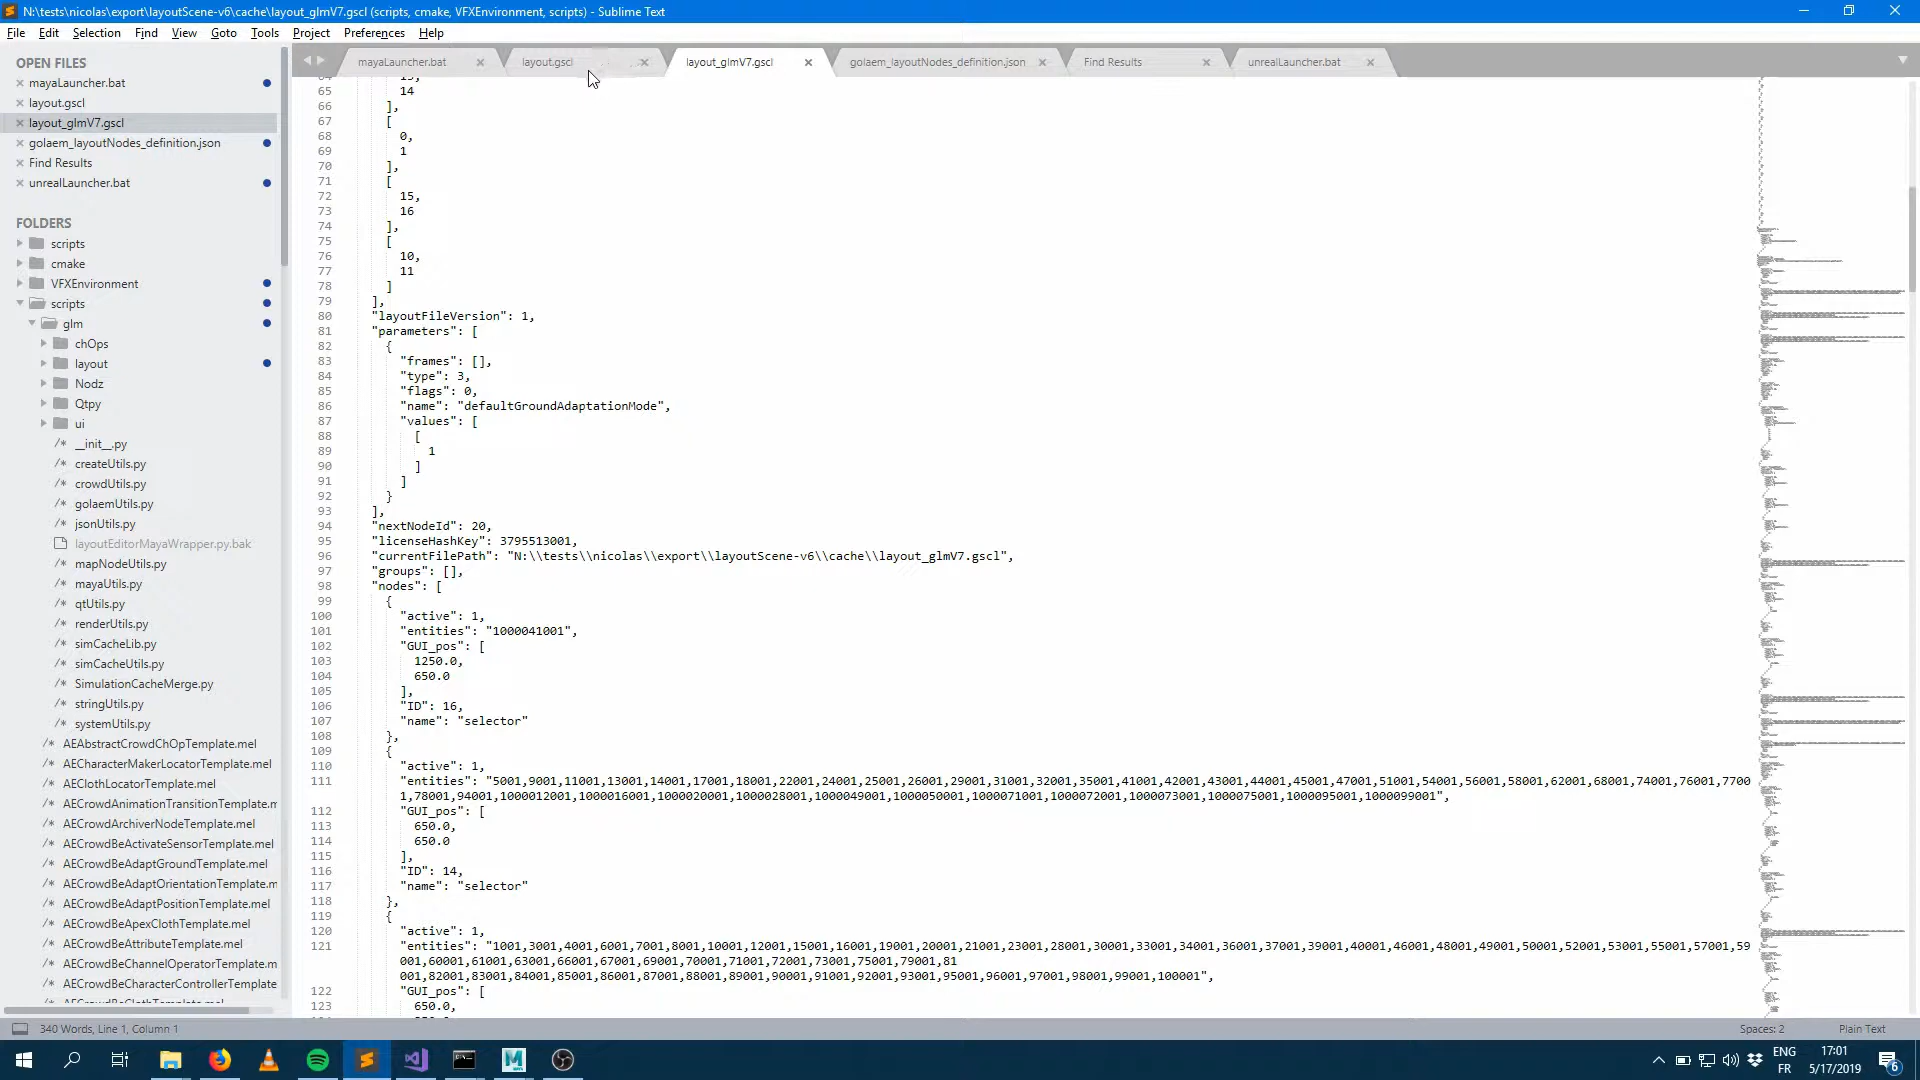 N:\tests\nicolas\export\layoutScene-v6\cache\layout_glmV7.gscl (scripts, cmake, VFXEnvironment, scripts) - Sublime Text
File Edit Selection Find View Goto Tools Project Preferences Help
OPEN FILES
mayaLauncher.bat
layout.gscl
layout_glmV7.gscl
golaem_layoutNodes_definition.json
Find Results
unrealLauncher.bat
FOLDERS
scripts
cmake
VFXEnvironment
scripts
glm
chOps
layout
Nodz
Qtpy
ui
/* __init__.py
/* createUtils.py
/* crowdUtils.py
/* golaemUtils.py
/* jsonUtils.py
layoutEditorMayaWrapper.py.bak
/* mapNodeUtils.py
/* mayaUtils.py
/* qtUtils.py
/* renderUtils.py
/* simCacheLib.py
/* simCacheUtils.py
/* SimulationCacheMerge.py
/* stringUtils.py
/* systemUtils.py
/* AEAbstractCrowdChOpTemplate.mel
/* AECharacterMakerLocatorTemplate.mel
/* AEClothLocatorTemplate.mel
/* AECrowdAnimationTransitionTemplate.m
/* AECrowdArchiverNodeTemplate.mel
/* AECrowdBeActivateSensorTemplate.mel
/* AECrowdBeAdaptGroundTemplate.mel
/* AECrowdBeAdaptOrientationTemplate.m
/* AECrowdBeAdaptPositionTemplate.mel
/* AECrowdBeApexClothTemplate.mel
/* AECrowdBeAttributeTemplate.mel
/* AECrowdBeChannelOperatorTemplate.m
/* AECrowdBeCharacterControllerTemplate
mayaLauncher.bat layout.gscl layout_glmV7.gscl golaem_layoutNodes_definition.json Find Results unrealLauncher.bat
65 14
66 ],
67 [
68 0,
69 1
70 ],
71 [
72 15,
73 16
74 ],
75 [
76 10,
77 11
78 ]
79 ],
80 "layoutFileVersion": 1,
81 "parameters": [
82 {
83 "frames": [],
84 "type": 3,
85 "flags": 0,
86 "name": "defaultGroundAdaptationMode",
87 "values": [
88 [
89 1
90 ]
91 ]
92 }
93 ],
94 "nextNodeId": 20,
95 "licenseHashKey": 3795513001,
96 "currentFilePath": "N:\\tests\\nicolas\\export\\layoutScene-v6\\cache\\layout_glmV7.gscl",
97 "groups": [],
98 "nodes": [
99 {
100 "active": 1,
101 "entities": "1000041001",
102 "GUI_pos": [
103 1250.0,
104 650.0
105 ],
106 "ID": 16,
107 "name": "selector"
108 },
109 {
110 "active": 1,
111 "entities": "5001,9001,11001,13001,14001,17001,18001,22001,24001,25001,26001,29001,31001,32001,35001,41001,42001,43001,44001,45001,47001,51001,54001,56001,58001,62001,68001,74001,76001,7700
1,78001,94001,1000012001,1000016001,1000020001,1000028001,1000049001,1000050001,1000071001,1000072001,1000073001,1000075001,1000095001,1000099001",
112 "GUI_pos": [
113 650.0,
114 650.0
115 ],
116 "ID": 14,
117 "name": "selector"
118 },
119 {
120 "active": 1,
121 "entities": "1001,3001,4001,6001,7001,8001,10001,12001,15001,16001,19001,20001,21001,23001,28001,30001,33001,34001,36001,37001,39001,40001,46001,48001,49001,50001,52001,53001,55001,57001,59
001,60001,61001,63001,66001,67001,69001,70001,71001,72001,73001,75001,79001,81
001,82001,83001,84001,85001,86001,87001,88001,89001,90001,91001,92001,93001,95001,96001,97001,98001,99001,100001",
122 "GUI_pos": [
123 650.0,
340 Words, Line 1, Column 1 Spaces: 2 Plain Text
ENG
FR
17:01
5/17/2019
6